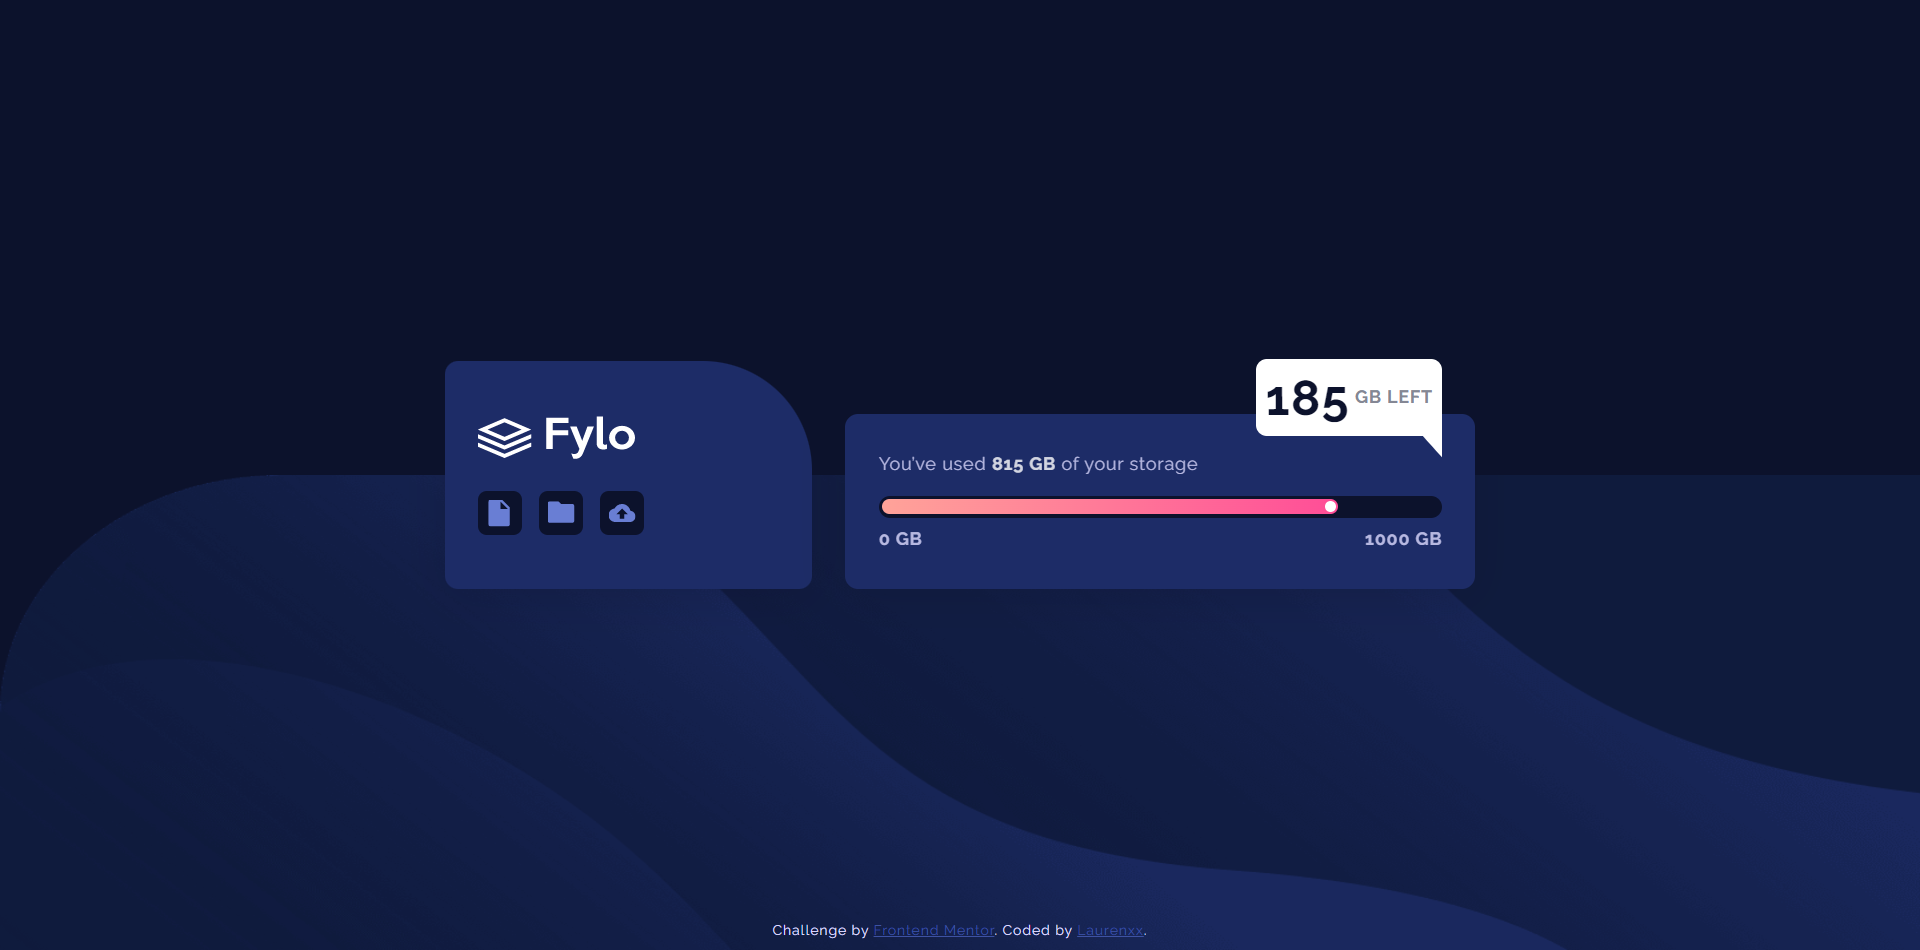 Fylo
185 GB LEFT
You've used 815 GB of your storage
0 GB 1000 GB
Challenge by Frontend Mentor. Coded by Laurenxx.